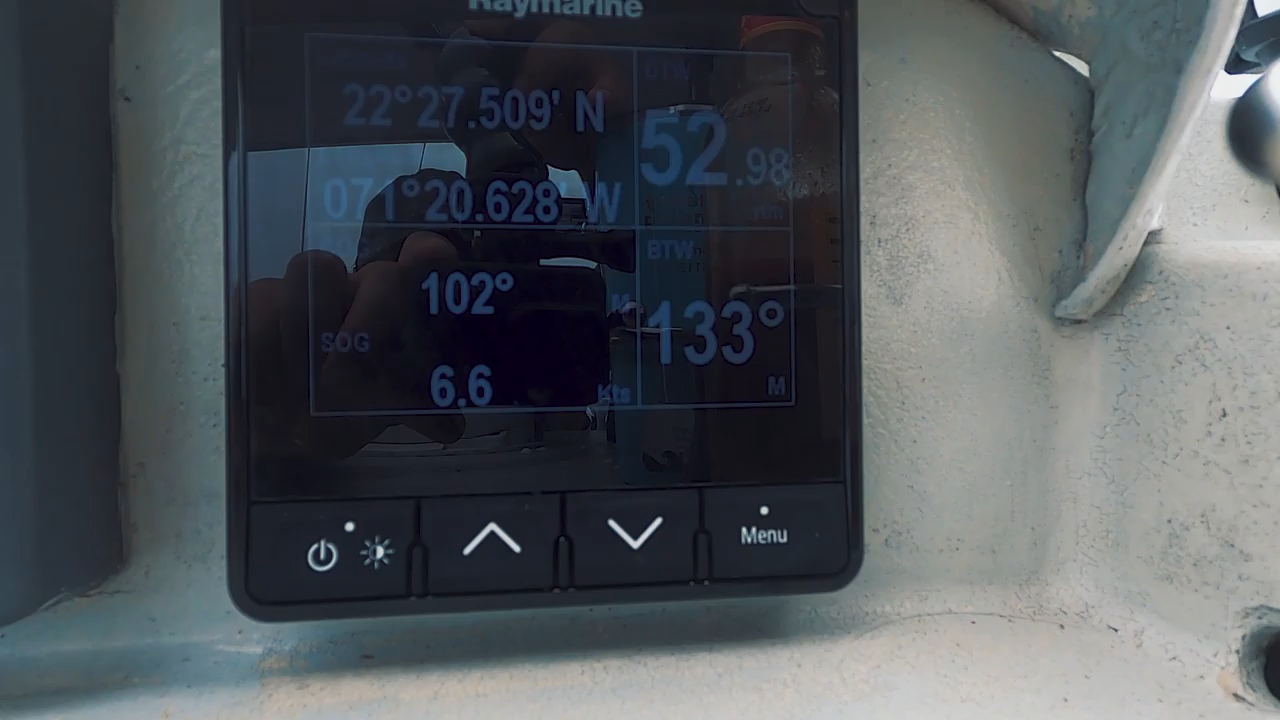 Raymarine
22°27.509' N
071°20.628' W
DTW
52.98
nm
BTW
133°
M
102°
M
SOG
6.6
Kts
Menu